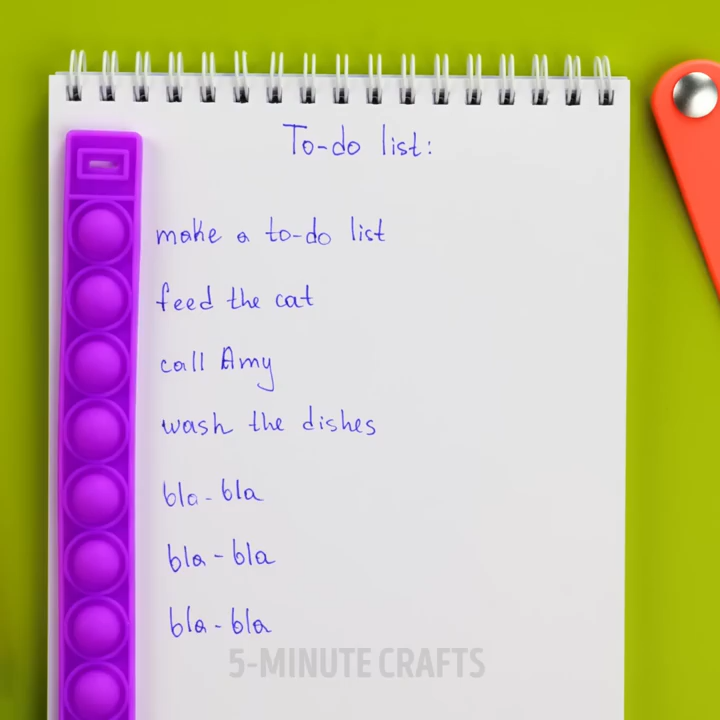 To-do list:
make a to-do list
feed the cat
call Amy
wash the dishes
bla-bla
bla-bla
bla-bla
5-MINUTE CRAFTS